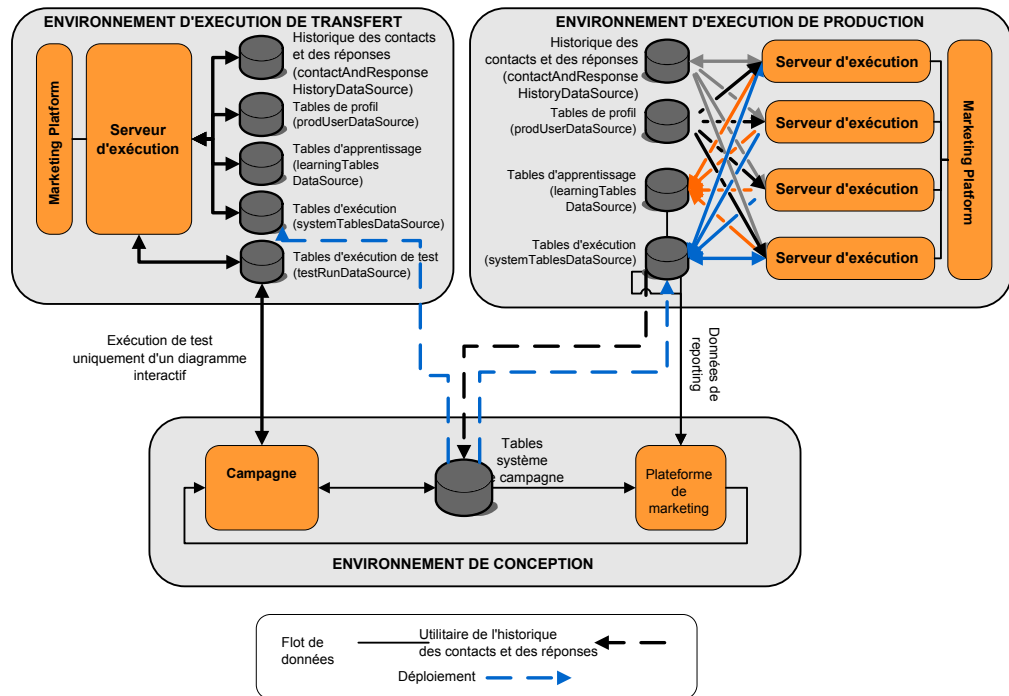 ENVIRONNEMENT D'EXECUTION DE TRANSFERT
Marketing Platform
Serveur
d'exécution
Historique des contacts
et des réponses
(contactAndResponse
HistoryDataSource)
Tables de profil
(prodUserDataSource)
Tables d'apprentissage
(learningTables
DataSource)
Tables d'exécution
(systemTablesDataSource)
Tables d'exécution de test
(testRunDataSource)
ENVIRONNEMENT D'EXECUTION DE PRODUCTION
Historique des
contacts et des réponses
(contactAndResponse
HistoryDataSource)
Tables de profil
(prodUserDataSource)
Tables d'apprentissage
(learningTables
DataSource)
Tables d'exécution
(systemTablesDataSource)
Serveur d'exécution
Serveur d'exécution
Serveur d'exécution
Serveur d'exécution
Marketing Platform
Exécution de test
uniquement d'un diagramme
interactif
Données de
reporting
Campagne
Tables
système
e campagne
Plateforme
de
marketing
ENVIRONNEMENT DE CONCEPTION
Flot de
données
Utilitaire de l'historique
des contacts et des réponses
Déploiement